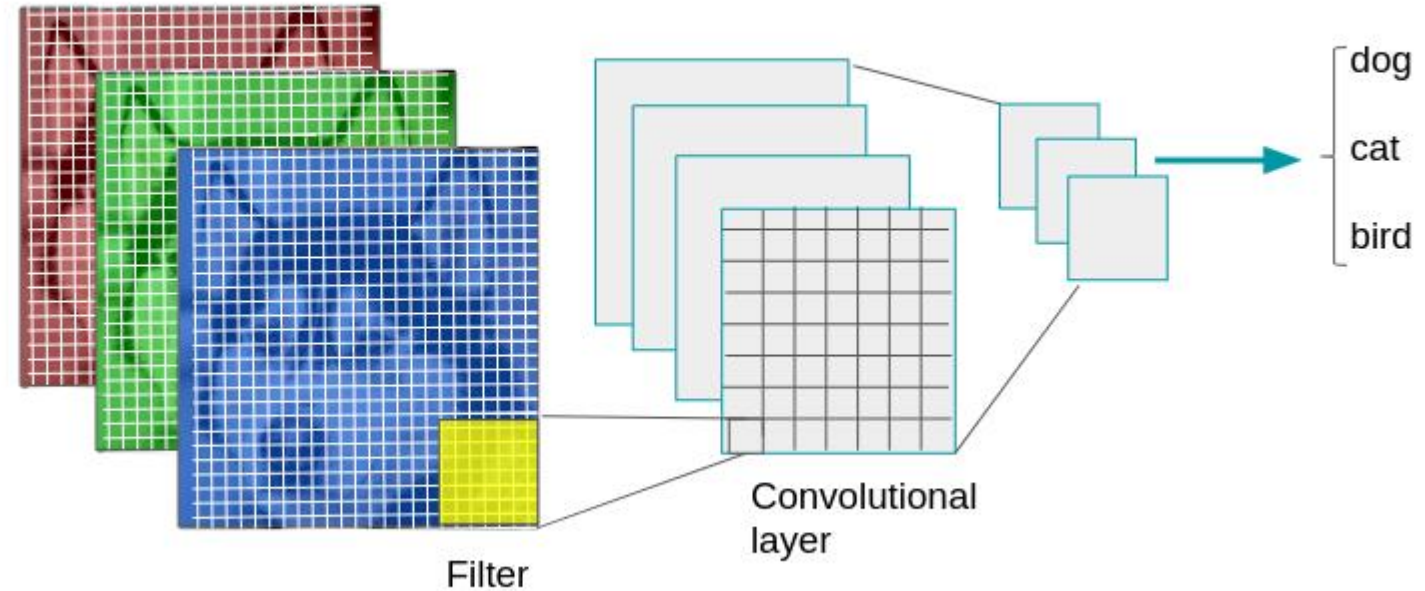 Filter
Convolutional
layer
dog
cat
bird